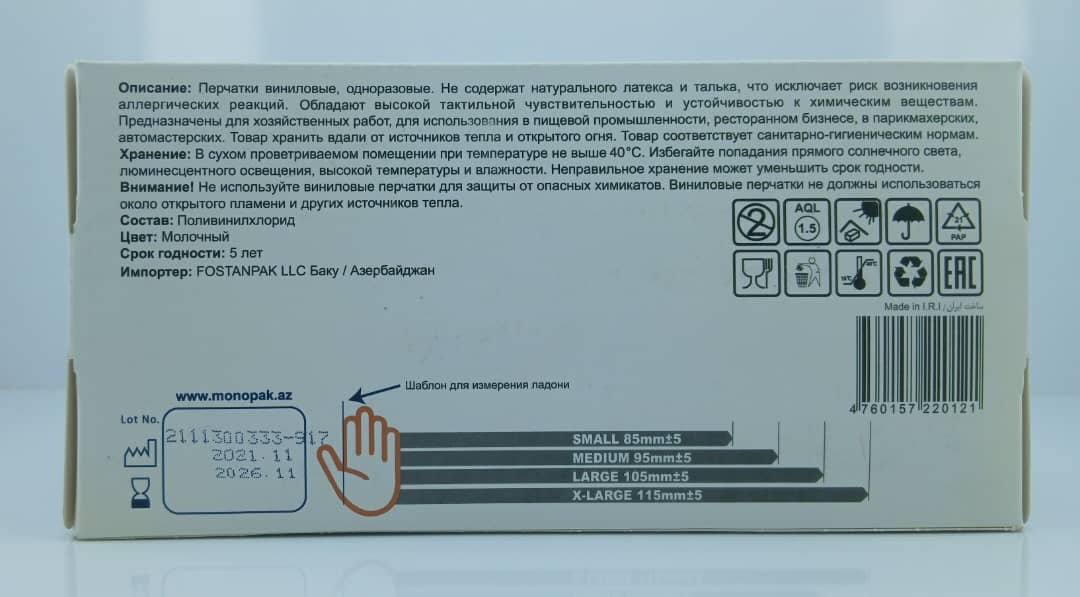 Описание: Перчатки виниловые, одноразовые. Не содержат натурального латекса и талька, что исключает риск возникновения
аллергических реакций. Обладают высокой тактильной чувствительностью и устойчивостью к химическим веществам.
Предназначены для хозяйственных работ, для использования в пищевой промышленности, ресторанном бизнесе, в парикмахерских,
автомастерских. Товар хранить вдали от источников тепла и открытого огня. Товар соответствует санитарно-гигиеническим нормам.
Хранение: В сухом проветриваемом помещении при температуре не выше 40°C. Избегайте попадания прямого солнечного света,
люминесцентного освещения, высокой температуры и влажности. Неправильное хранение может уменьшить срок годности.
Внимание! Не используйте виниловые перчатки для защиты от опасных химикатов. Виниловые перчатки не должны использоваться
около открытого пламени и других источников тепла.
Состав: Поливинилхлорид
Цвет: Молочный
Срок годности: 5 лет
Импортер: FOSTANPAK LLC Баку / Азербайджан
2
AQL
1.5
21
PAP
EAC
Made in I.R.I / ساخت ایران
4 760157 220121
Шаблон для измерения ладони
www.monopak.az
Lot No.
2111300333-917
2021.11
2026.11
SMALL 85mm±5
MEDIUM 95mm±5
LARGE 105mm±5
X-LARGE 115mm±5